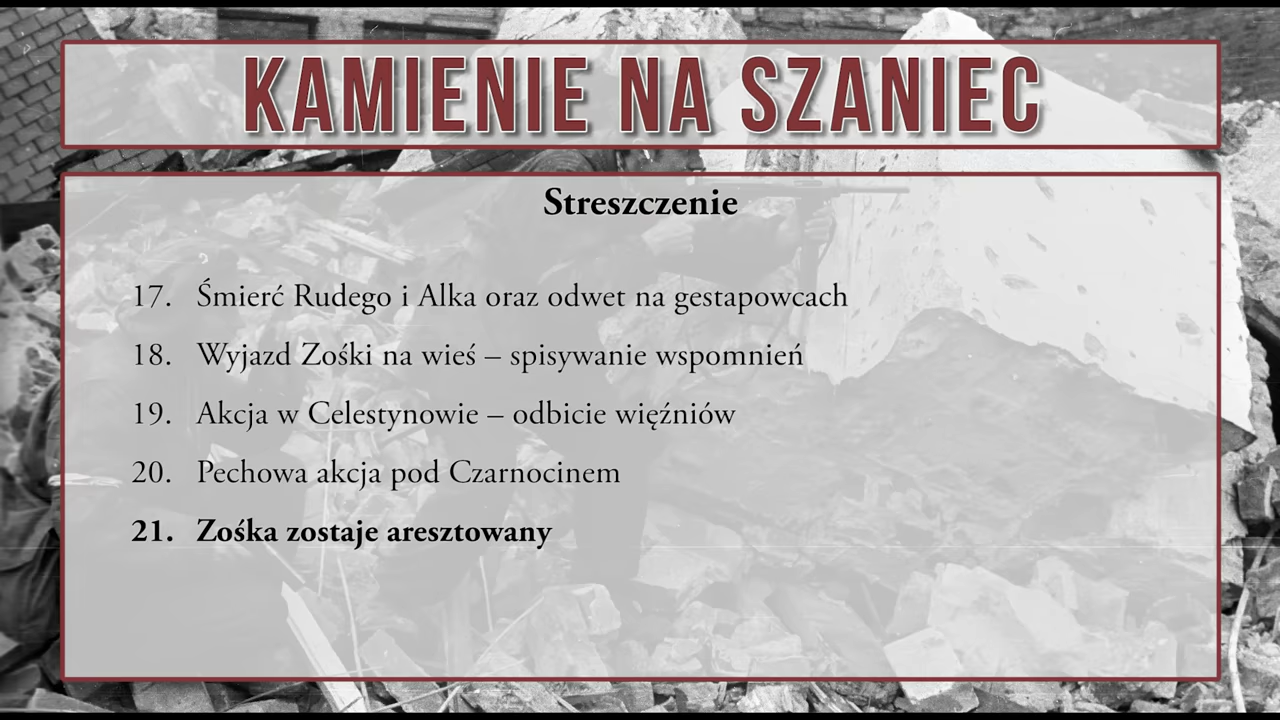 KAMIENIE NA SZANIEC
Streszczenie
17. Śmierć Rudego i Alka oraz odwet na gestapowcach
18. Wyjazd Zośki na wieś – spisywanie wspomnień
19. Akcja w Celestynowie – odbicie więźniów
20. Pechowa akcja pod Czarnocinem
21. Zośka zostaje aresztowany